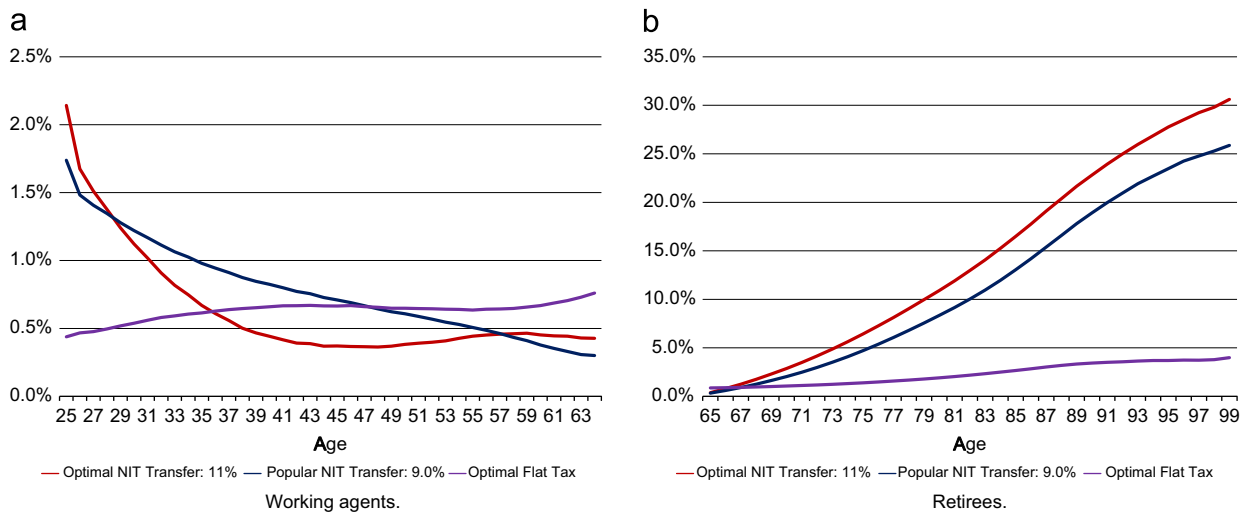 a
2.5%
2.0%
1.5%
1.0%
0.5%
0.0%
25 27 29 31 33 35 37 39 41 43 45 47 49 51 53 55 57 59 61 63
Age
Optimal NIT Transfer: 11% Popular NIT Transfer: 9.0% Optimal Flat Tax
Working agents.
b
35.0%
30.0%
25.0%
20.0%
15.0%
10.0%
5.0%
0.0%
65 67 69 71 73 75 77 79 81 83 85 87 89 91 93 95 97 99
Age
Optimal NIT Transfer: 11% Popular NIT Transfer: 9.0% Optimal Flat Tax
Retirees.